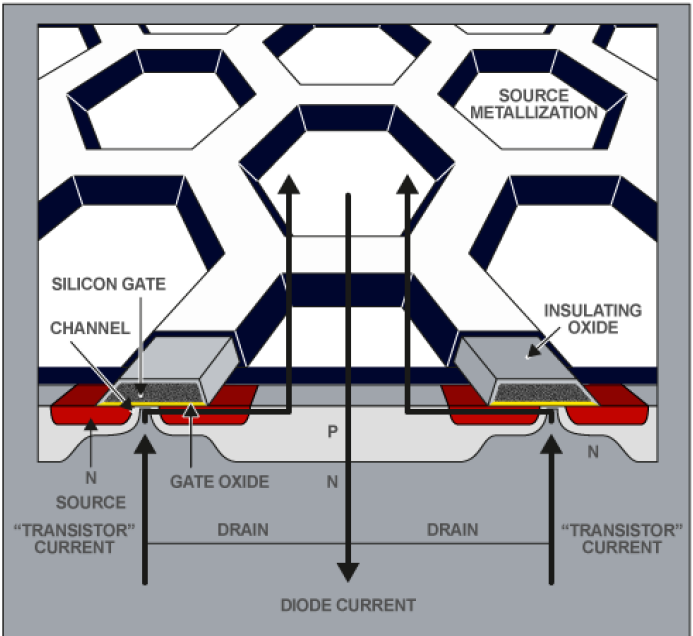 SOURCE
METALLIZATION
SILICON GATE
CHANNEL
INSULATING
OXIDE
P
N
GATE OXIDE
N
N
SOURCE
"TRANSISTOR"
CURRENT
DRAIN
DRAIN
"TRANSISTOR"
CURRENT
DIODE CURRENT